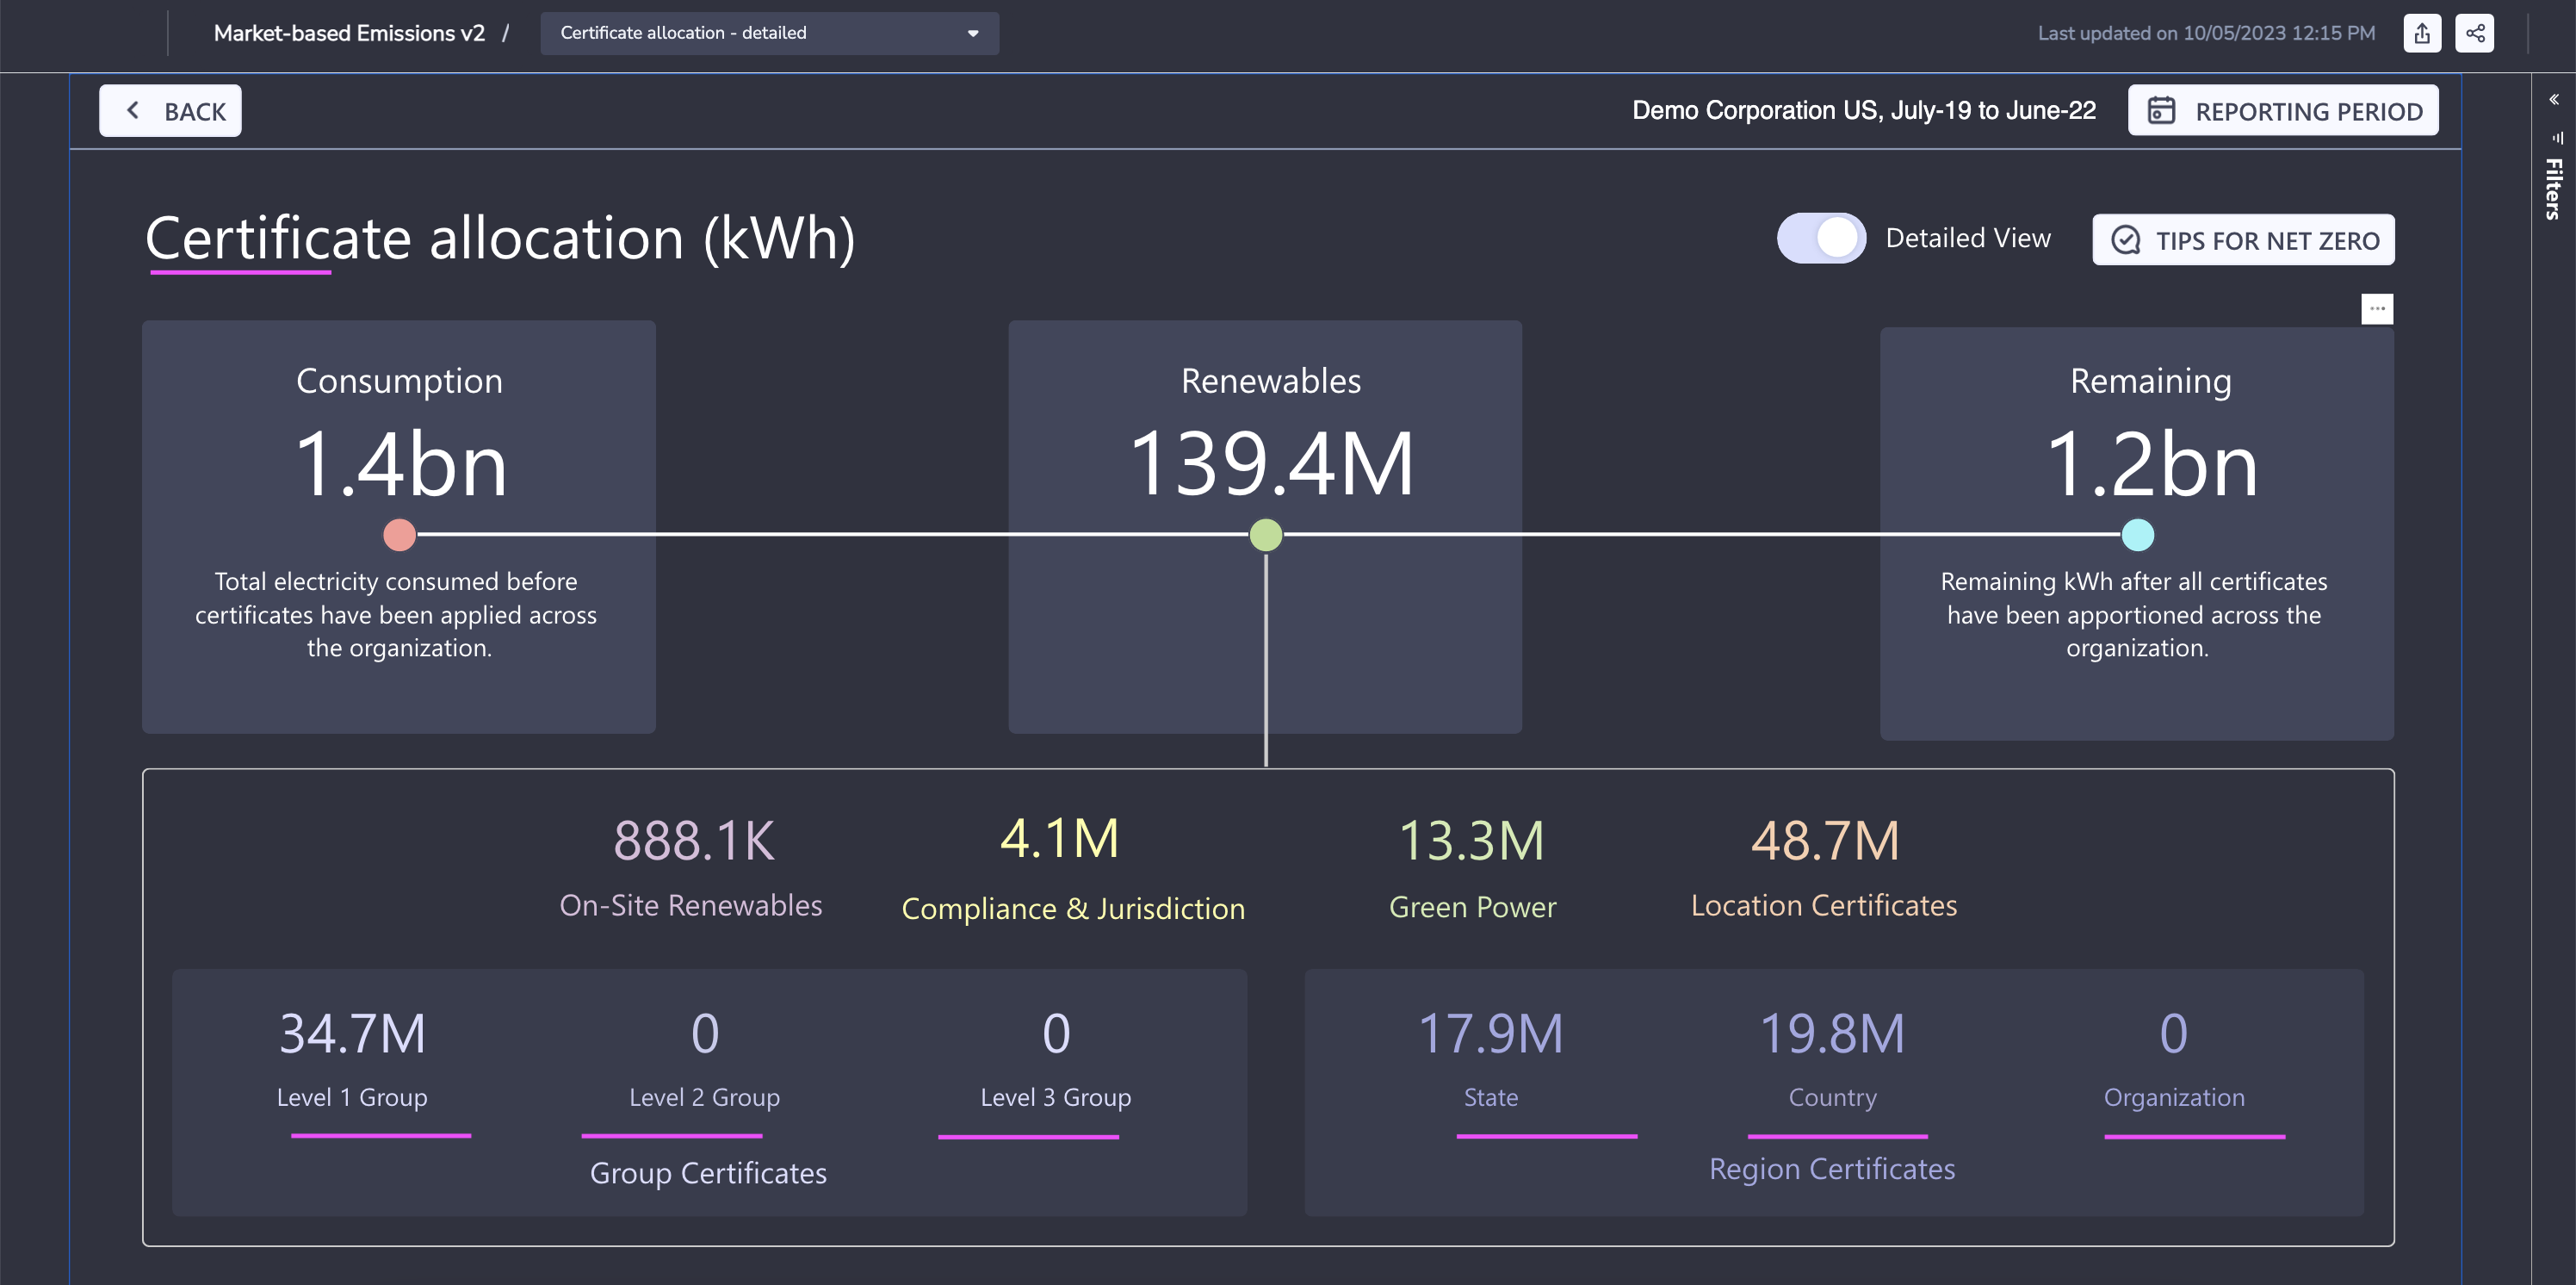 Market-based Emissions v2 /
Certificate allocation - detailed
Last updated on 10/05/2023 12:15 PM
BACK
Demo Corporation US, July-19 to June-22
REPORTING PERIOD
Filters
Certificate allocation (kWh)
Detailed View
TIPS FOR NET ZERO
Consumption
1.4bn
Total electricity consumed before
certificates have been applied across
the organization.
Renewables
139.4M
Remaining
1.2bn
Remaining kWh after all certificates
have been apportioned across the
organization.
888.1K
On-Site Renewables
4.1M
Compliance & Jurisdiction
13.3M
Green Power
48.7M
Location Certificates
34.7M
Level 1 Group
0
Level 2 Group
0
Level 3 Group
Group Certificates
17.9M
State
19.8M
Country
0
Organization
Region Certificates